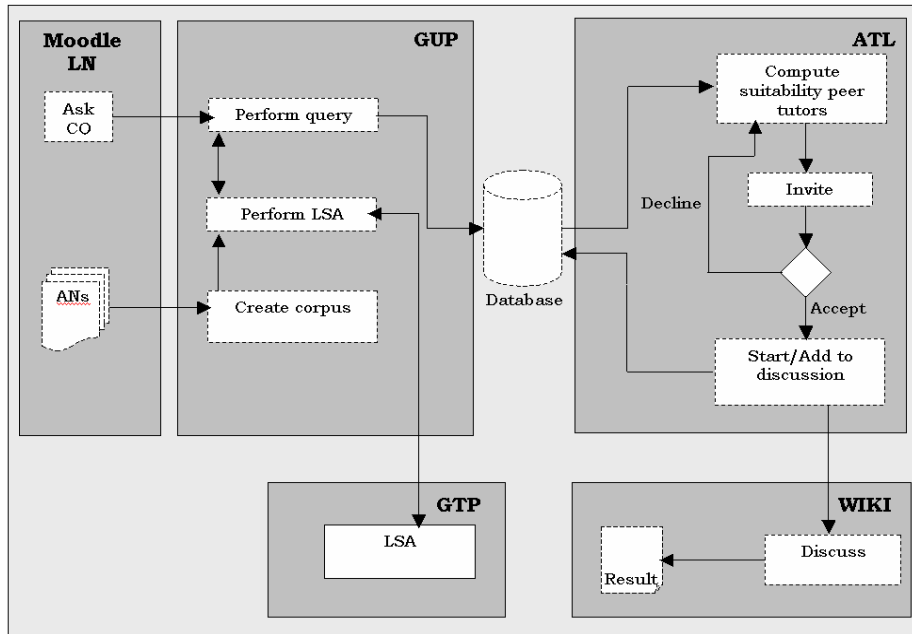 Moodle
LN
Ask
CQ
ANs
GUP
Perform query
Perform LSA
Create corpus
Database
ATL
Compute
suitability peer
tutors
Invite
Decline
Accept
Start/Add to
discussion
GTP
LSA
WIKI
Discuss
Result